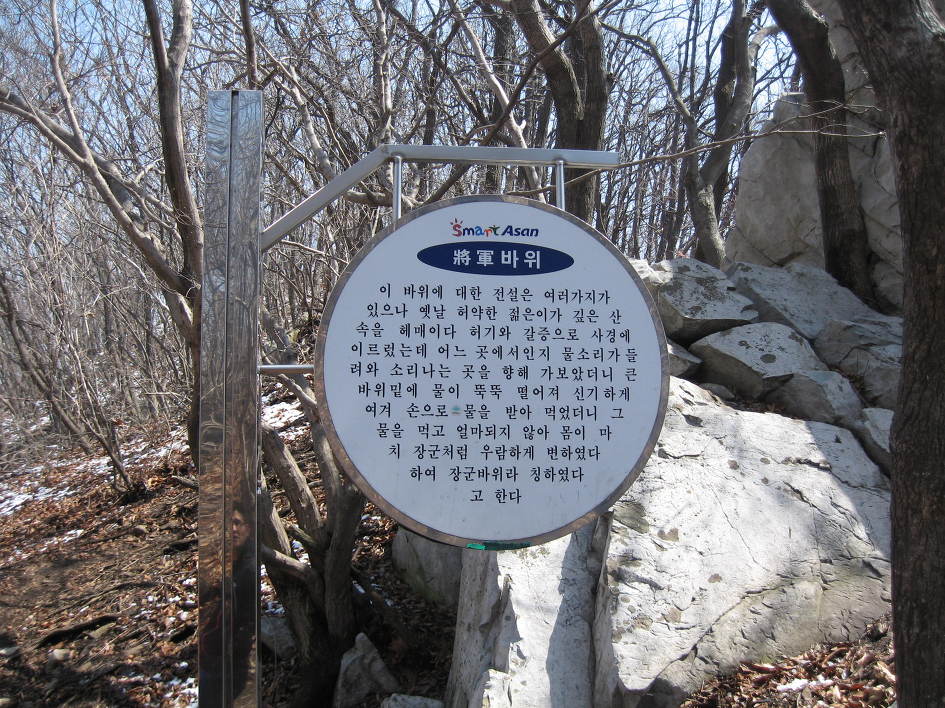 Smart Asan
將軍바위
이 바위에 대한 전설은 여러가지가
있으나 옛날 허약한 젊은이가 깊은 산
속을 헤매이다 허기와 갈증으로 사경에
이르렀는데 어느 곳에서인지 물소리가 들
려와 소리나는 곳을 향해 가보았더니 큰
바위밑에 물이 뚝뚝 떨어져 신기하게
여겨 손으로 물을 받아 먹었더니 그
물을 먹고 얼마되지 않아 몸이 마
치 장군처럼 우람하게 변하였다
하여 장군바위라 칭하였다
고 한다